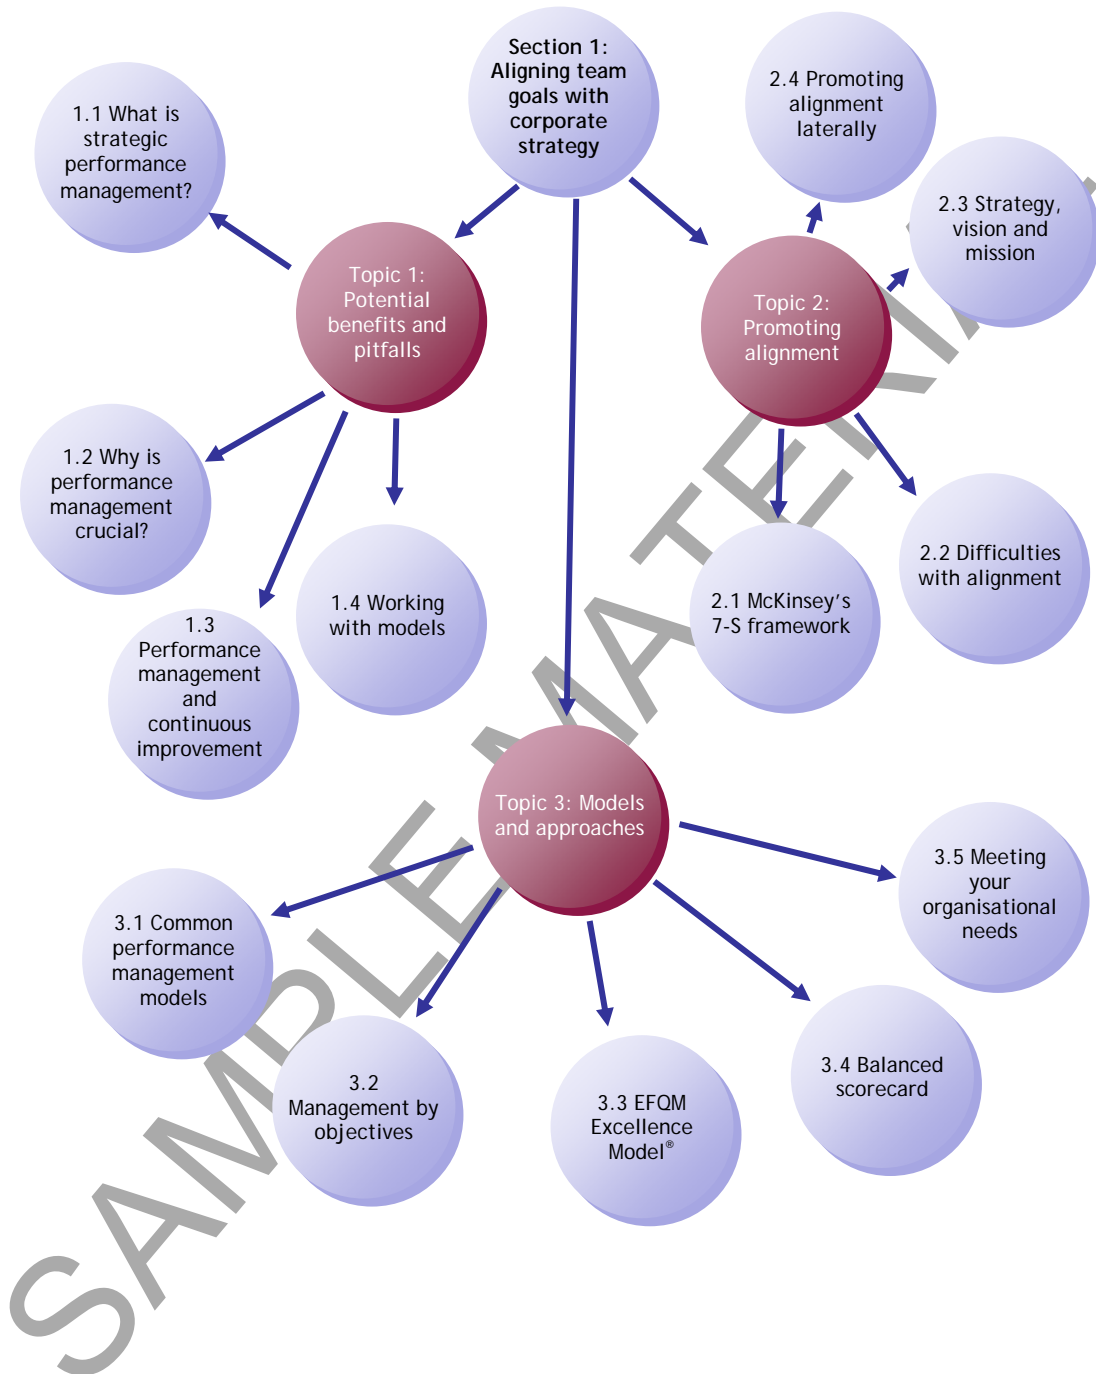 Section 1:
Aligning team
goals with
corporate
strategy
1.1 What is
strategic
performance
management?
2.4 Promoting
alignment
laterally
2.3 Strategy,
vision and
mission
Topic 1:
Potential
benefits and
pitfalls
Topic 2:
Promoting
alignment
1.2 Why is
performance
management
crucial?
1.3
Performance
management
and
continuous
improvement
1.4 Working
with models
2.1 McKinsey's
7-S framework
2.2 Difficulties
with alignment
Topic 3: Models
and approaches
3.1 Common
performance
management
models
3.2
Management by
objectives
3.3 EFQM
Excellence
Model®
3.4 Balanced
scorecard
3.5 Meeting
your
organisational
needs
SAMPLE MATERIAL